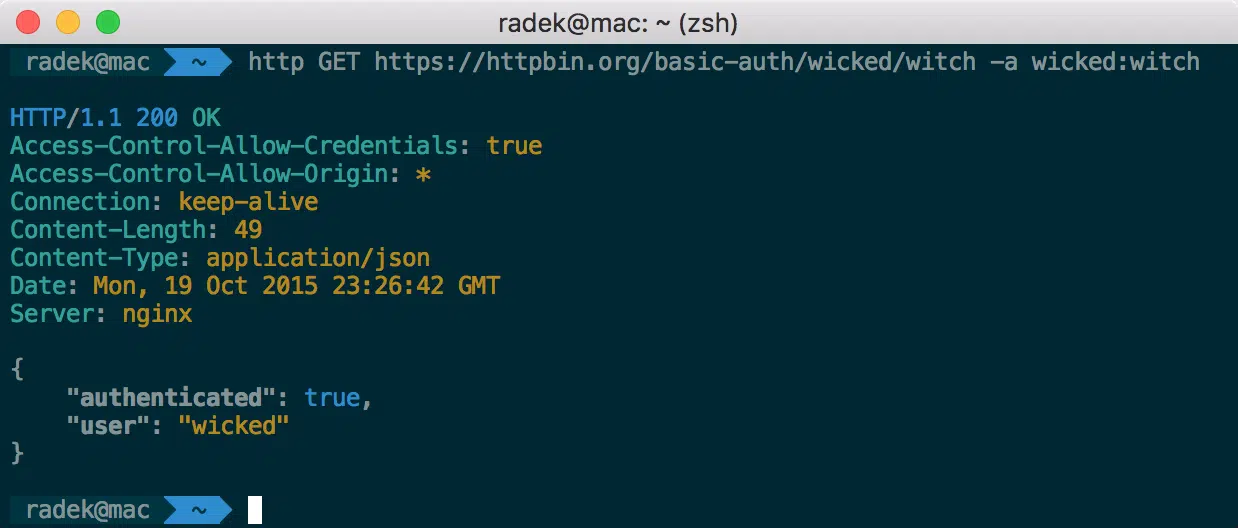 radek@mac: ~ (zsh)
radek@mac ~ http GET https://httpbin.org/basic-auth/wicked/witch -a wicked:witch
HTTP/1.1 200 OK
Access-Control-Allow-Credentials: true
Access-Control-Allow-Origin: *
Connection: keep-alive
Content-Length: 49
Content-Type: application/json
Date: Mon, 19 Oct 2015 23:26:42 GMT
Server: nginx
{
    "authenticated": true,
    "user": "wicked"
}
radek@mac ~